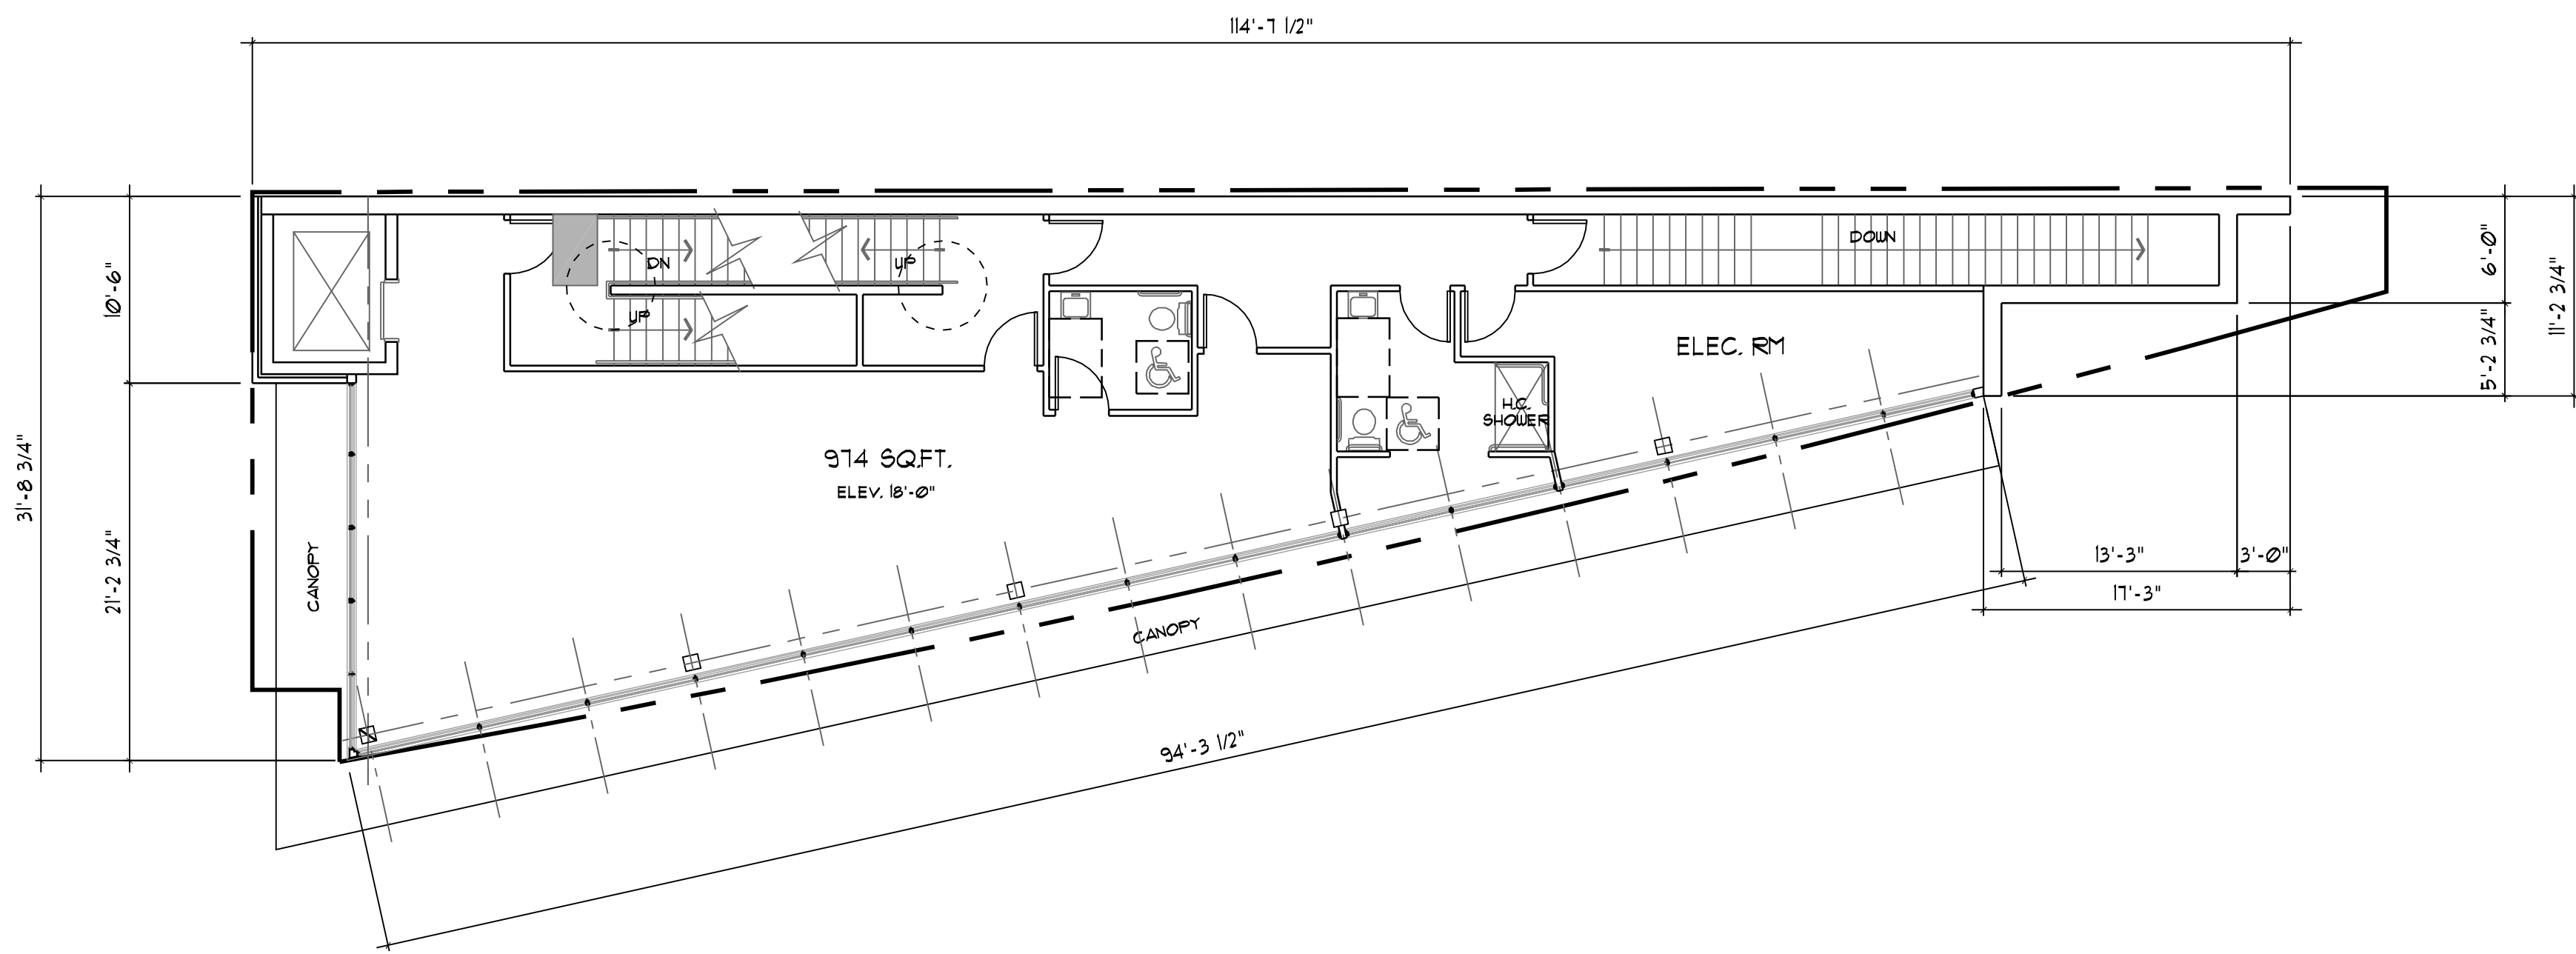 114'-7 1/2"
10'-6"
31'-8 3/4"
21'-2 3/4"
CANOPY
DN
UP
UP
DOWN
6'-0"
11'-2 3/4"
5'-2 3/4"
ELEC. RM
H.C.
SHOWER
974 SQ.FT.
ELEV. 18'-0"
CANOPY
13'-3"
3'-0"
17'-3"
94'-3 1/2"